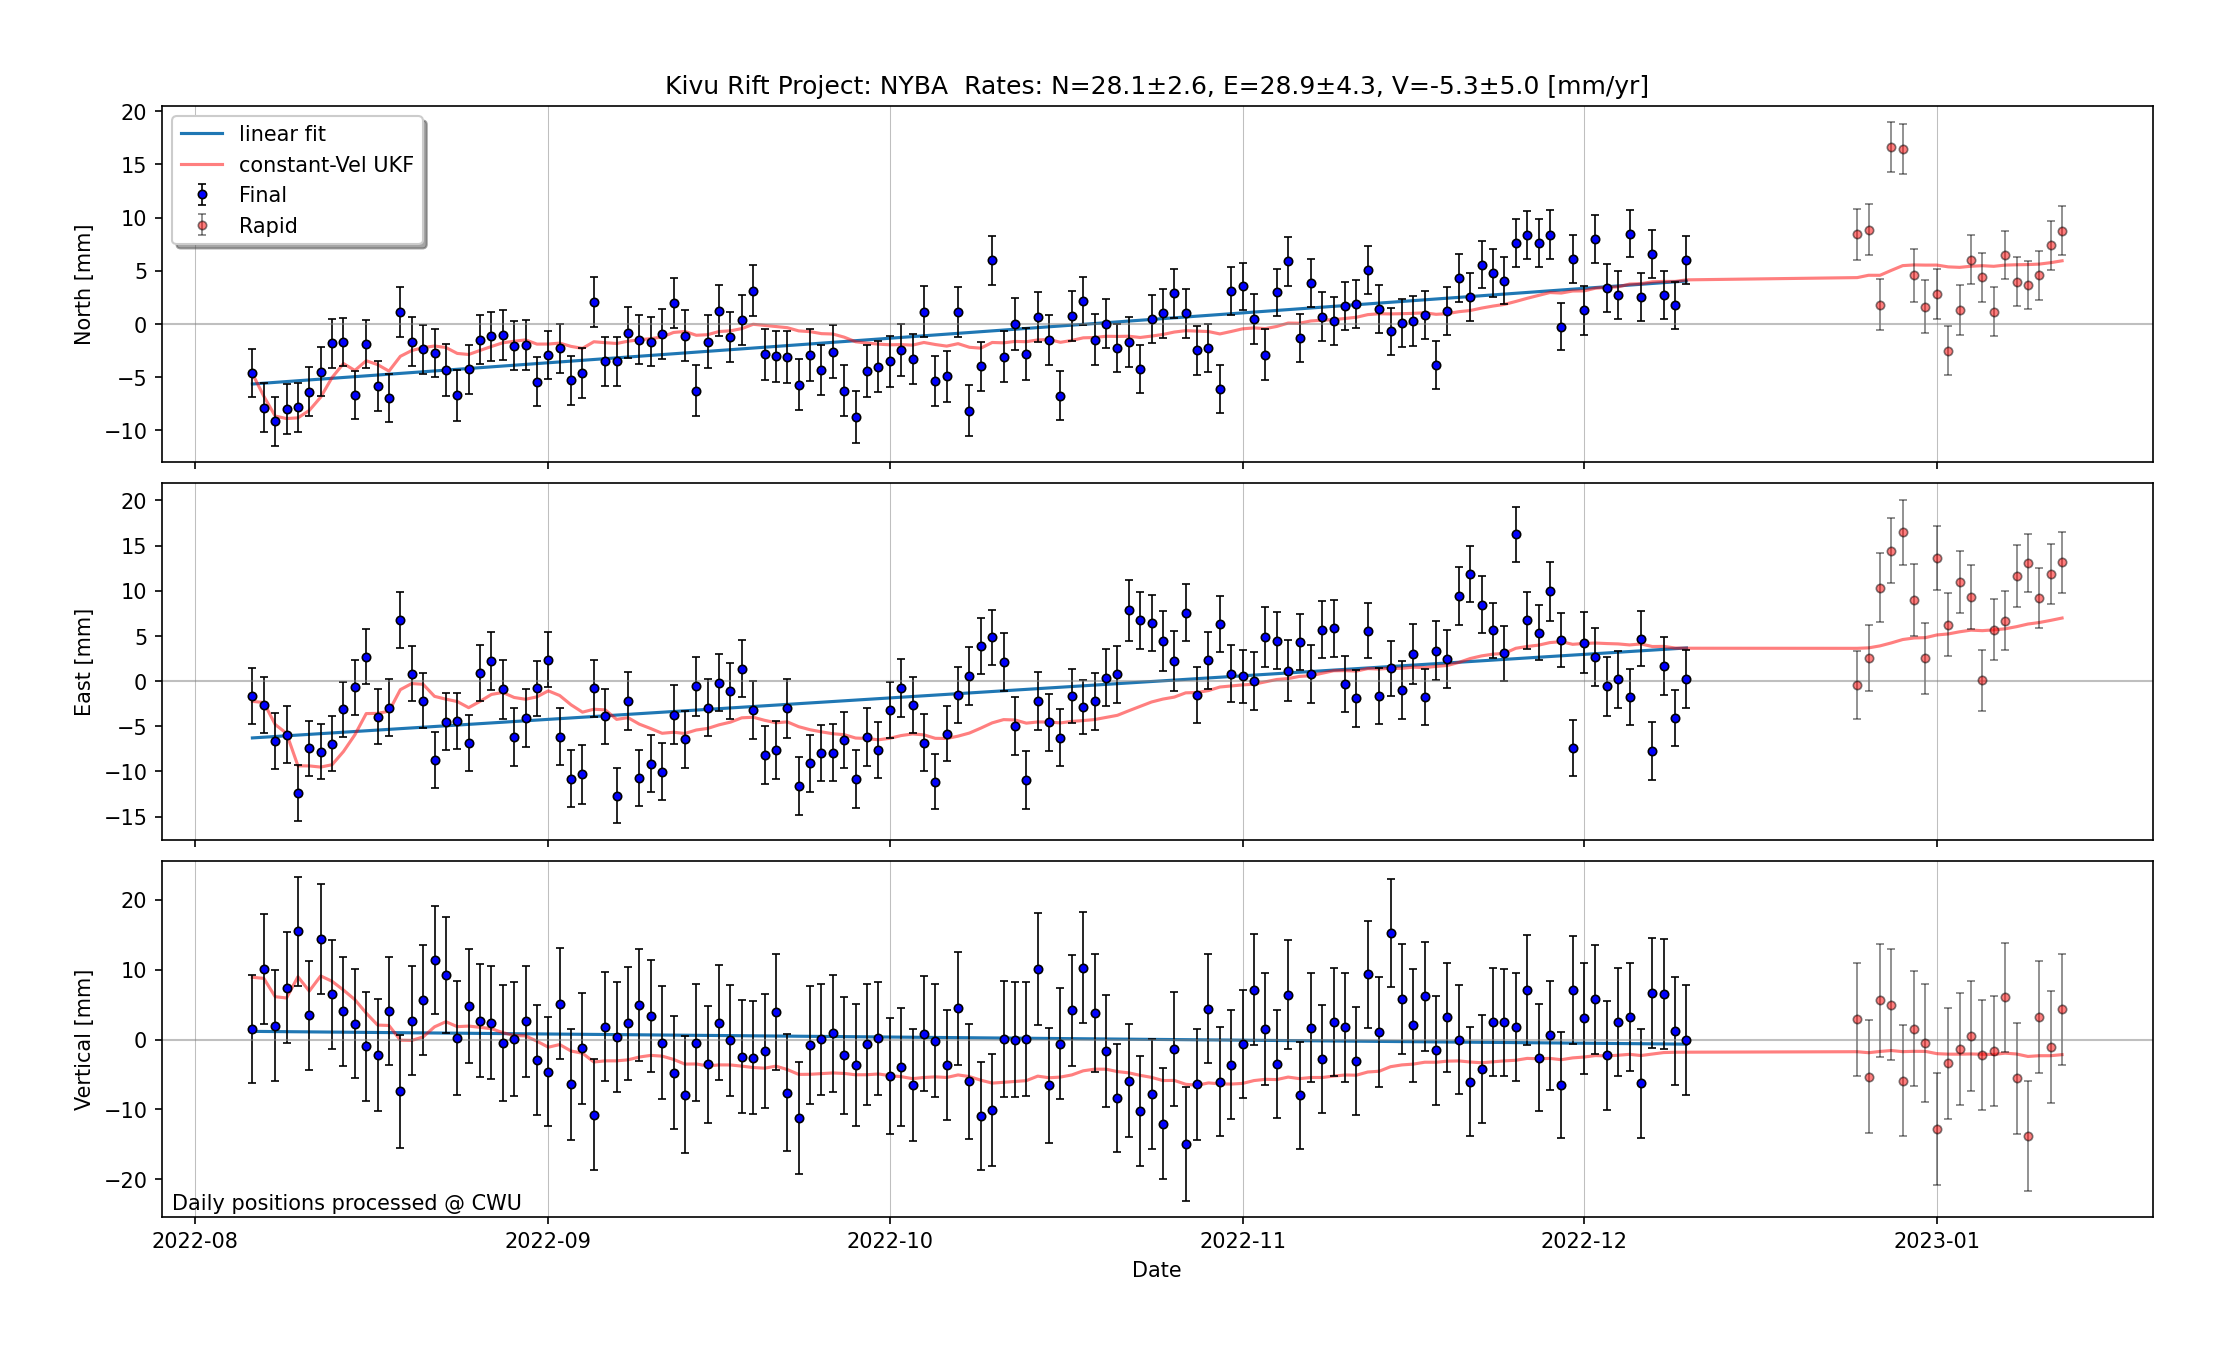 Kivu Rift Project: NYBA  Rates: N=28.1±2.6, E=28.9±4.3, V=-5.3±5.0 [mm/yr]
linear fit
constant-Vel UKF
Final
Rapid
North [mm]
20
15
10
5
0
−5
−10
East [mm]
20
15
10
5
0
−5
−10
−15
Vertical [mm]
20
10
0
−10
−20
Daily positions processed @ CWU
2022-08 2022-09 2022-10 2022-11 2022-12 2023-01
Date